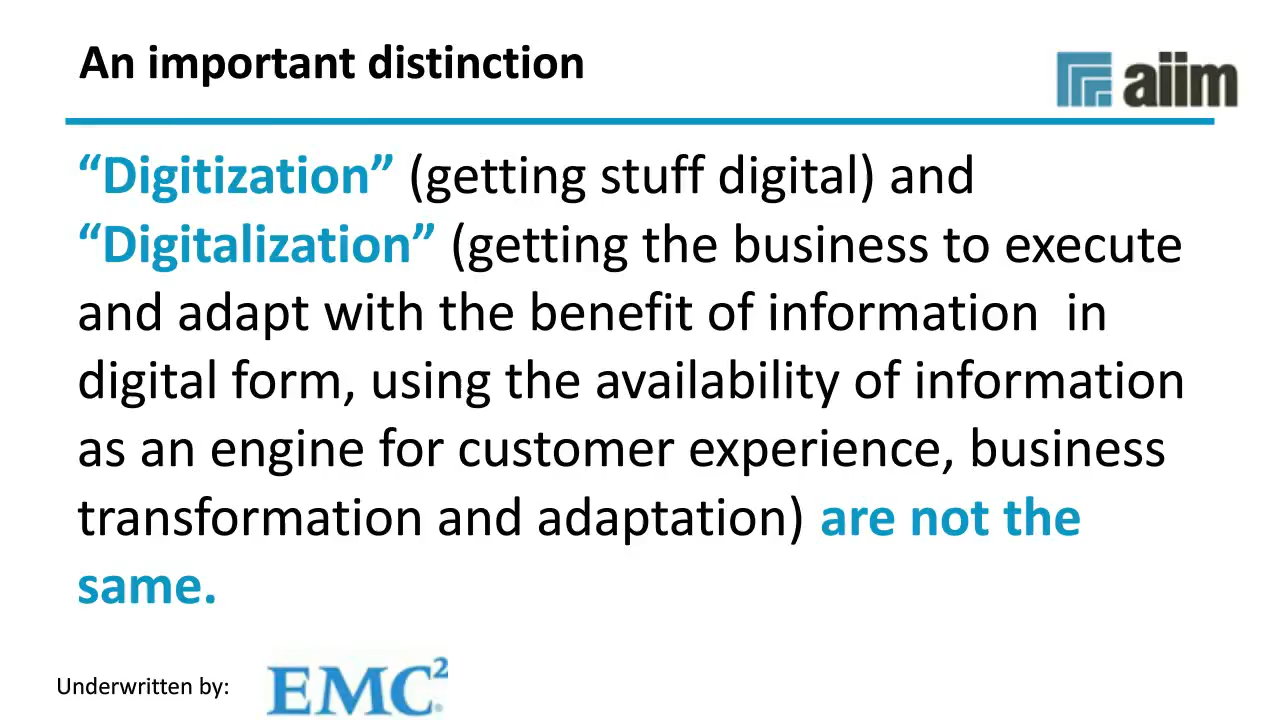 An important distinction
aiim
“Digitization” (getting stuff digital) and
“Digitalization” (getting the business to execute
and adapt with the benefit of information  in
digital form, using the availability of information
as an engine for customer experience, business
transformation and adaptation) are not the
same.
Underwritten by:
EMC²